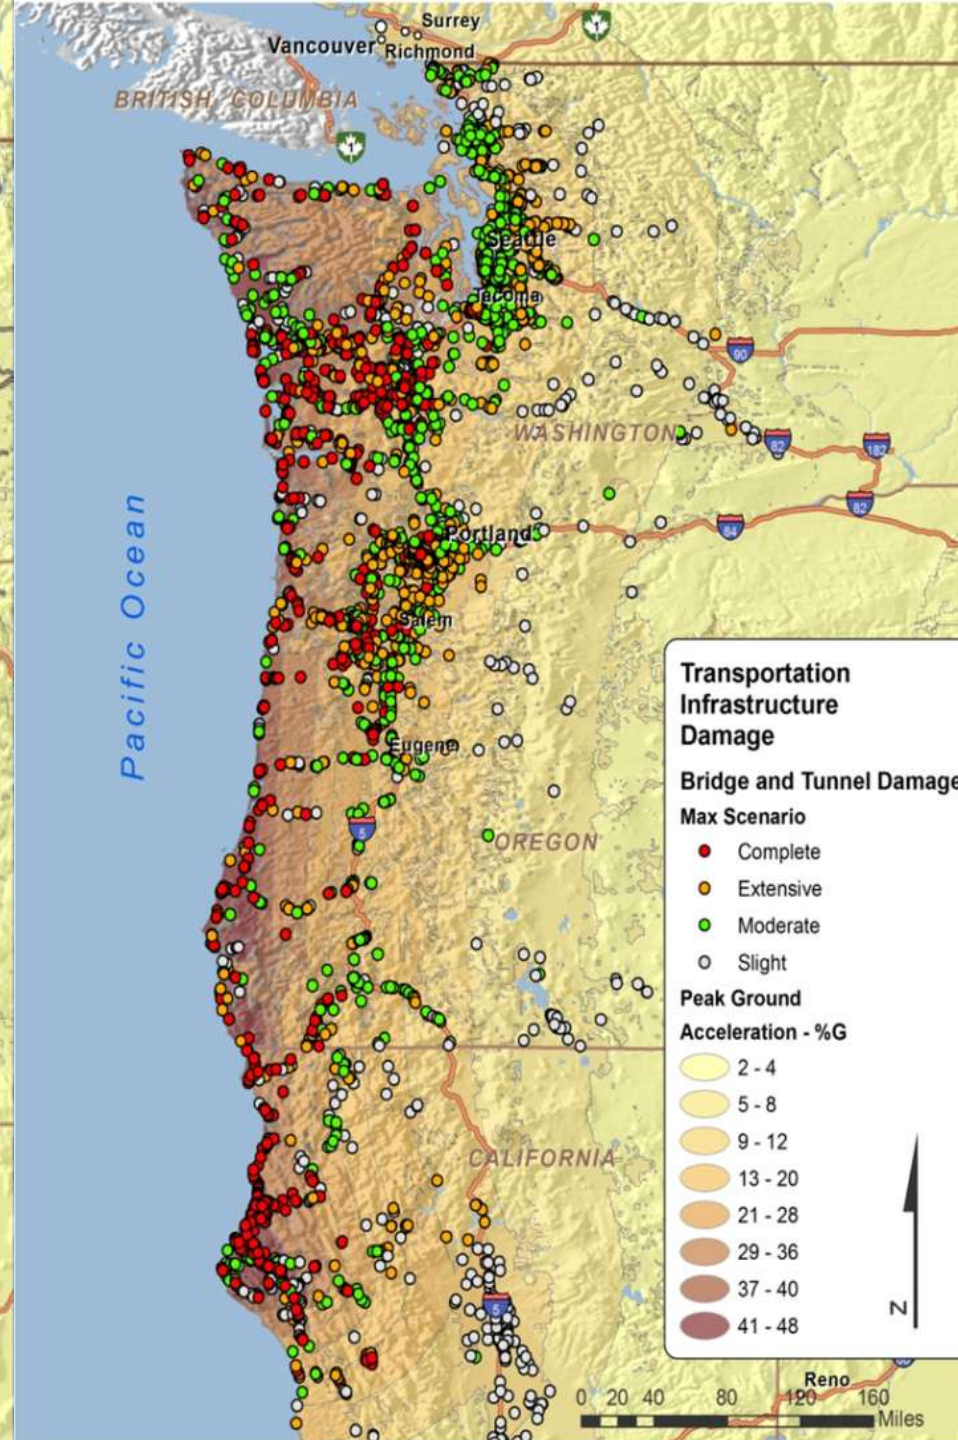 Surrey
1
Vancouver
Richmond
BRITISH COLUMBIA
1
Seattle
Tacoma
90
WASHINGTON
82
182
82
Portland
84
Pacific Ocean
Salem
Eugene
5
OREGON
CALIFORNIA
5
Transportation
Infrastructure
Damage
Bridge and Tunnel Damage
Max Scenario
Complete
Extensive
Moderate
Slight
Peak Ground
Acceleration - %G
2 - 4
5 - 8
9 - 12
13 - 20
21 - 28
29 - 36
37 - 40
41 - 48
N
Reno
0 20 40 80 120 160
Miles